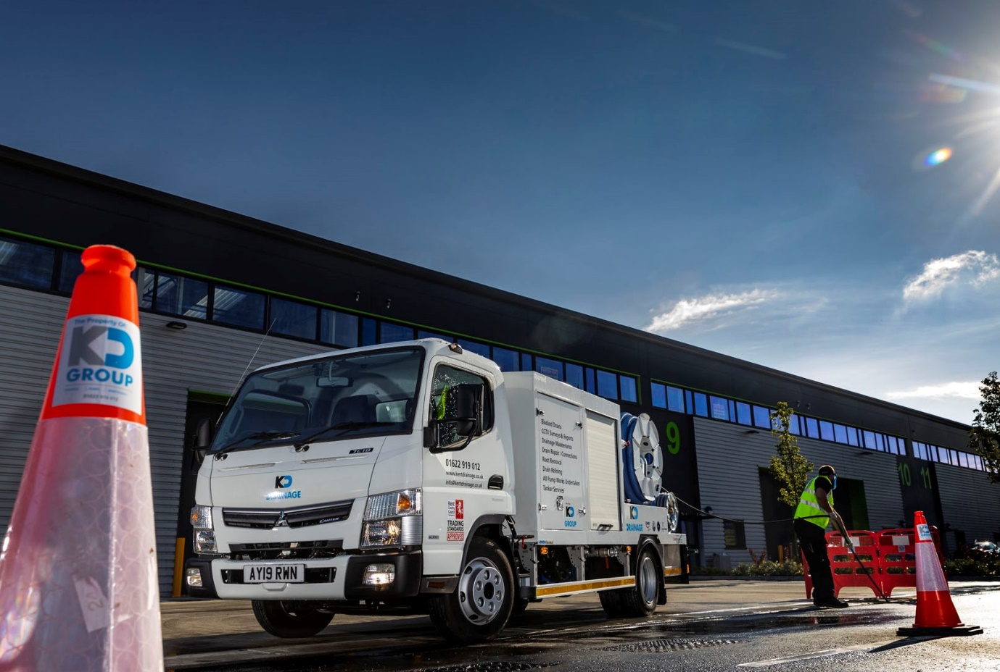 The Property Of:
KD
GROUP
01622 919 012
7C18
KD
DRAINAGE
CANTER
AY19 RWN
01622 919 012
www.kentdrainage.co.uk
info@kentdrainage.co.uk
Kent
TRADING
STANDARDS
APPROVED
Blocked Drains
CCTV Surveys & Reports
Drainage Maintenance
Drain Repair / Connections
Root Removal
Drain Relining
All Pump Works Undertaken
Tanker Services
KD
GROUP
KD
DRAINAGE
9
10
11